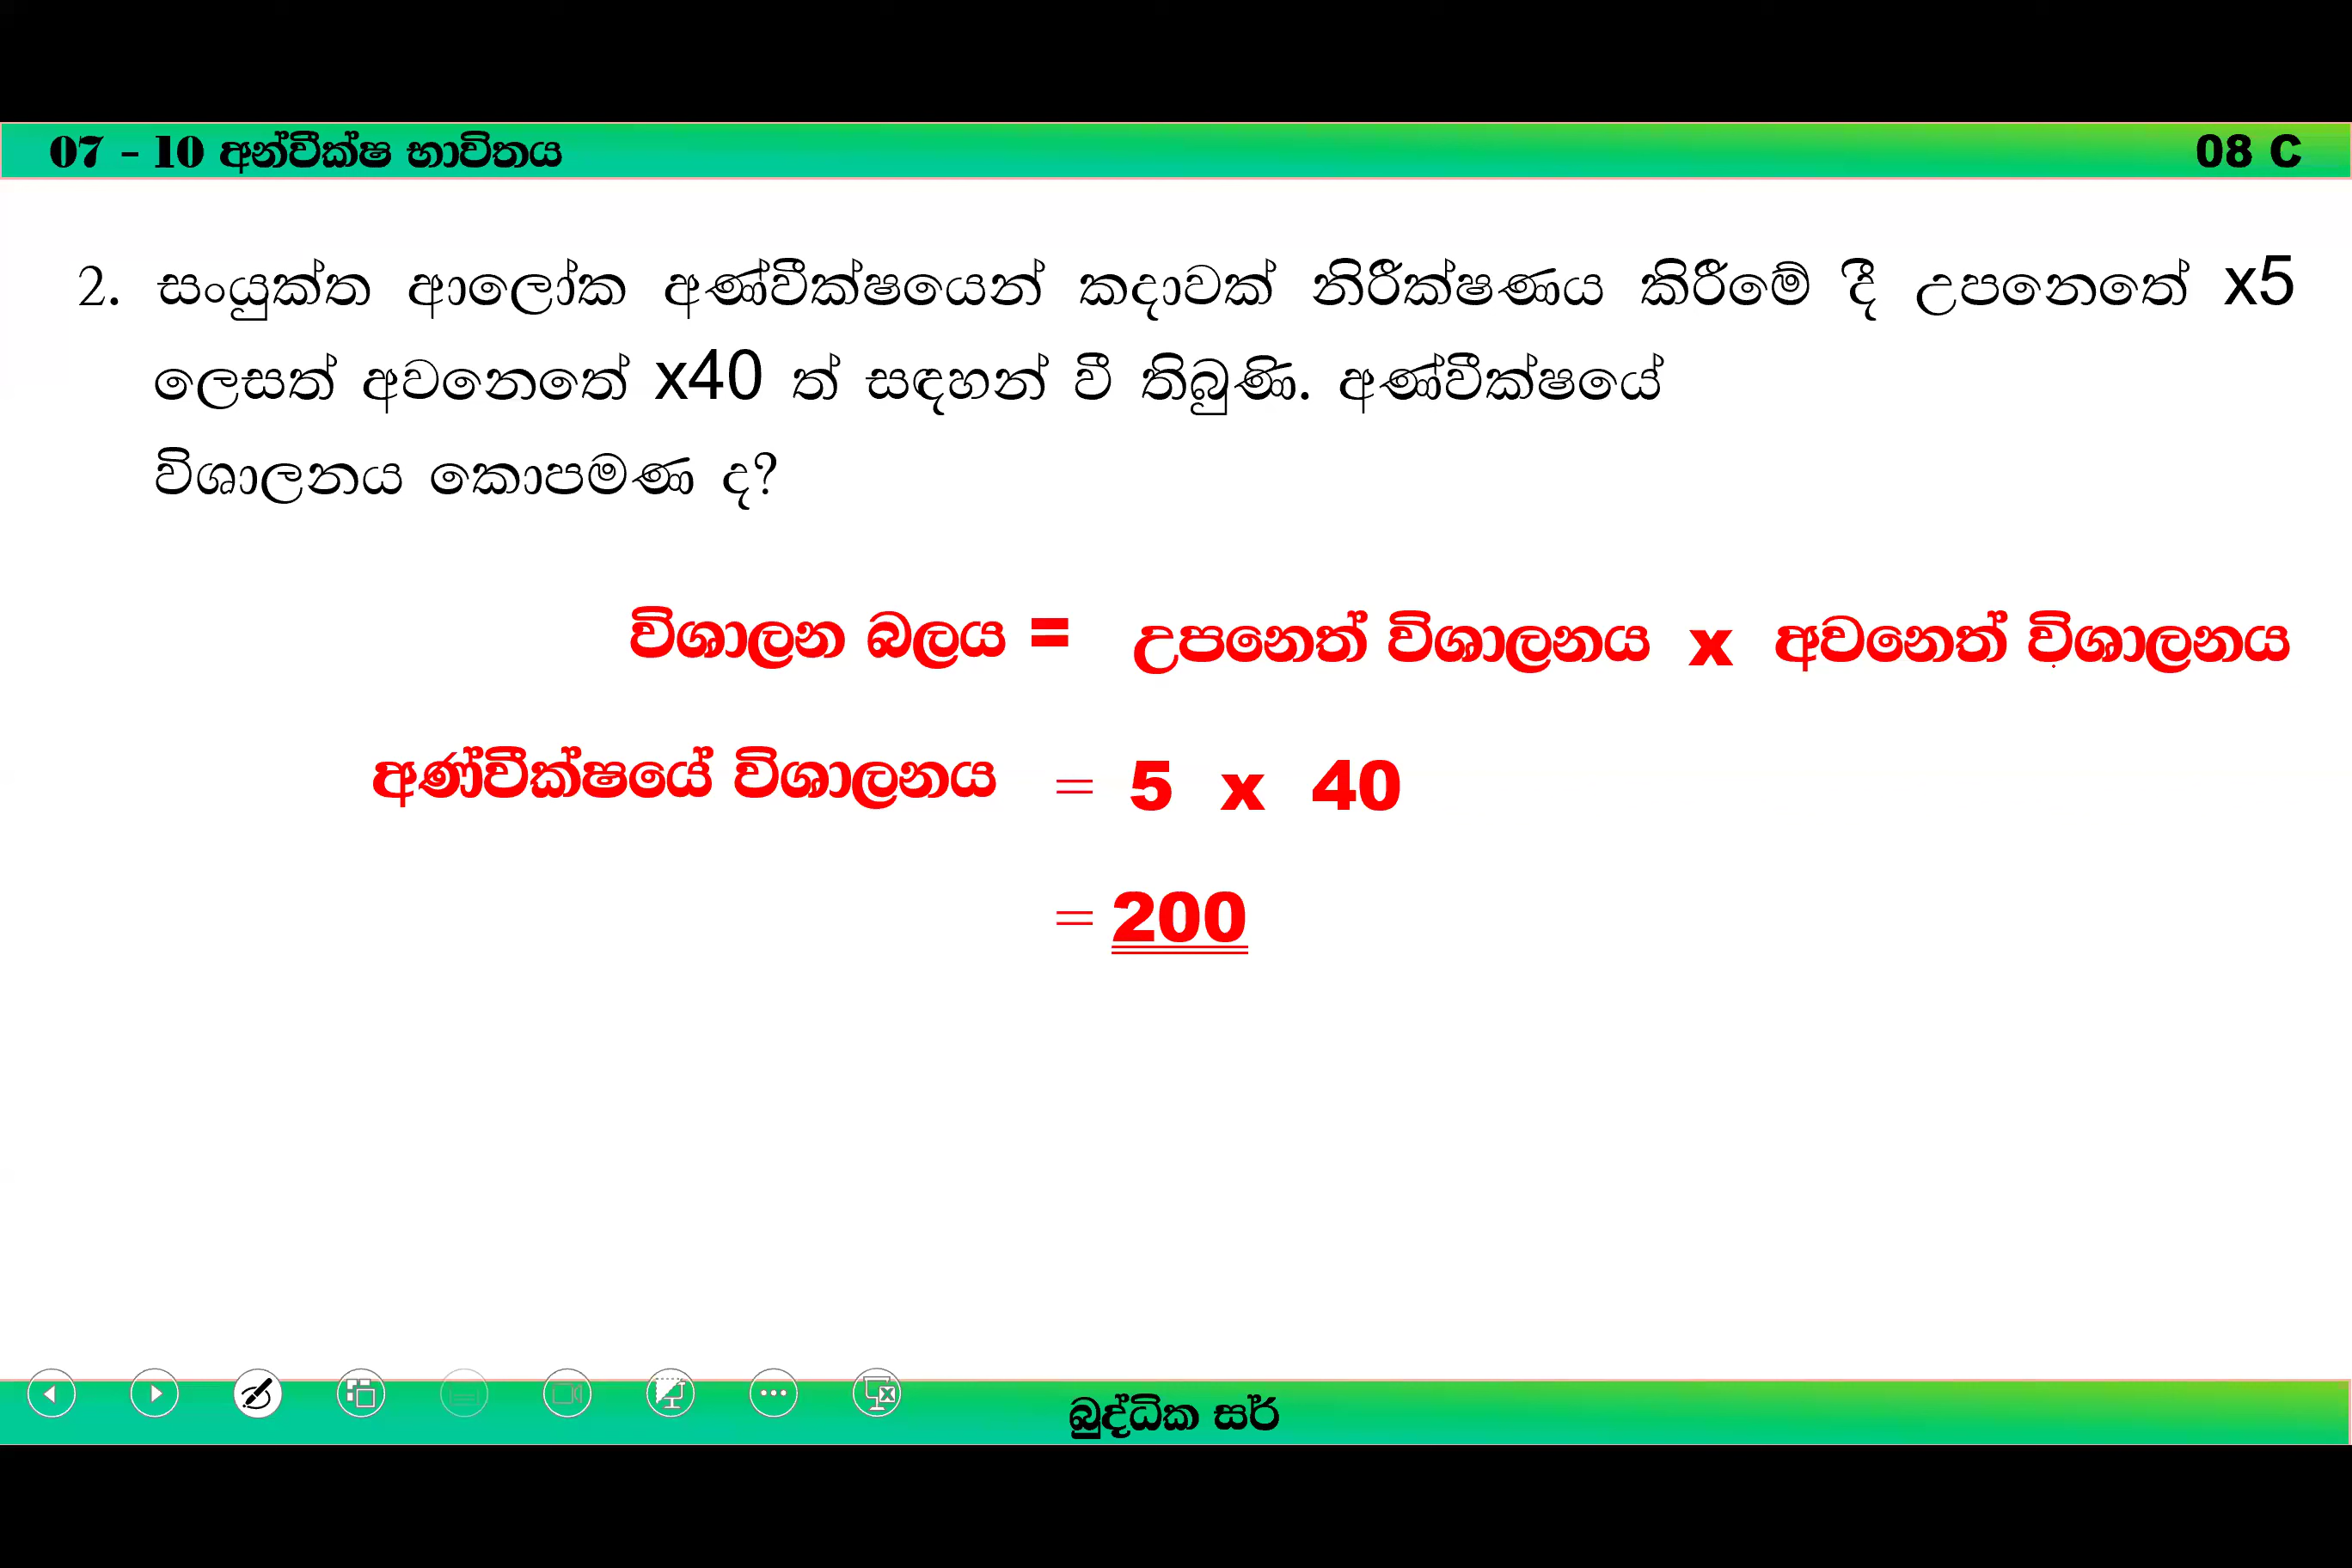 07 - 10 අන්වීක්ෂ භාවිතය
08 C
2. සංයුක්ත ආලෝක අණ්වීක්ෂයෙන් කදාවක් නිරීක්ෂණය කිරීමේ දී උපනෙතේ x5
ලෙසත් අවනෙතේ x40 ත් සඳහන් වී තිබුණි. අණ්වීක්ෂයේ
විශාලනය කොපමණ ද?
විශාලන බලය = උපනෙත් විශාලනය x අවනෙත් විශාලනය
අණ්වීක්ෂයේ විශාලනය = 5 x 40
= 200
බුද්ධික සර්